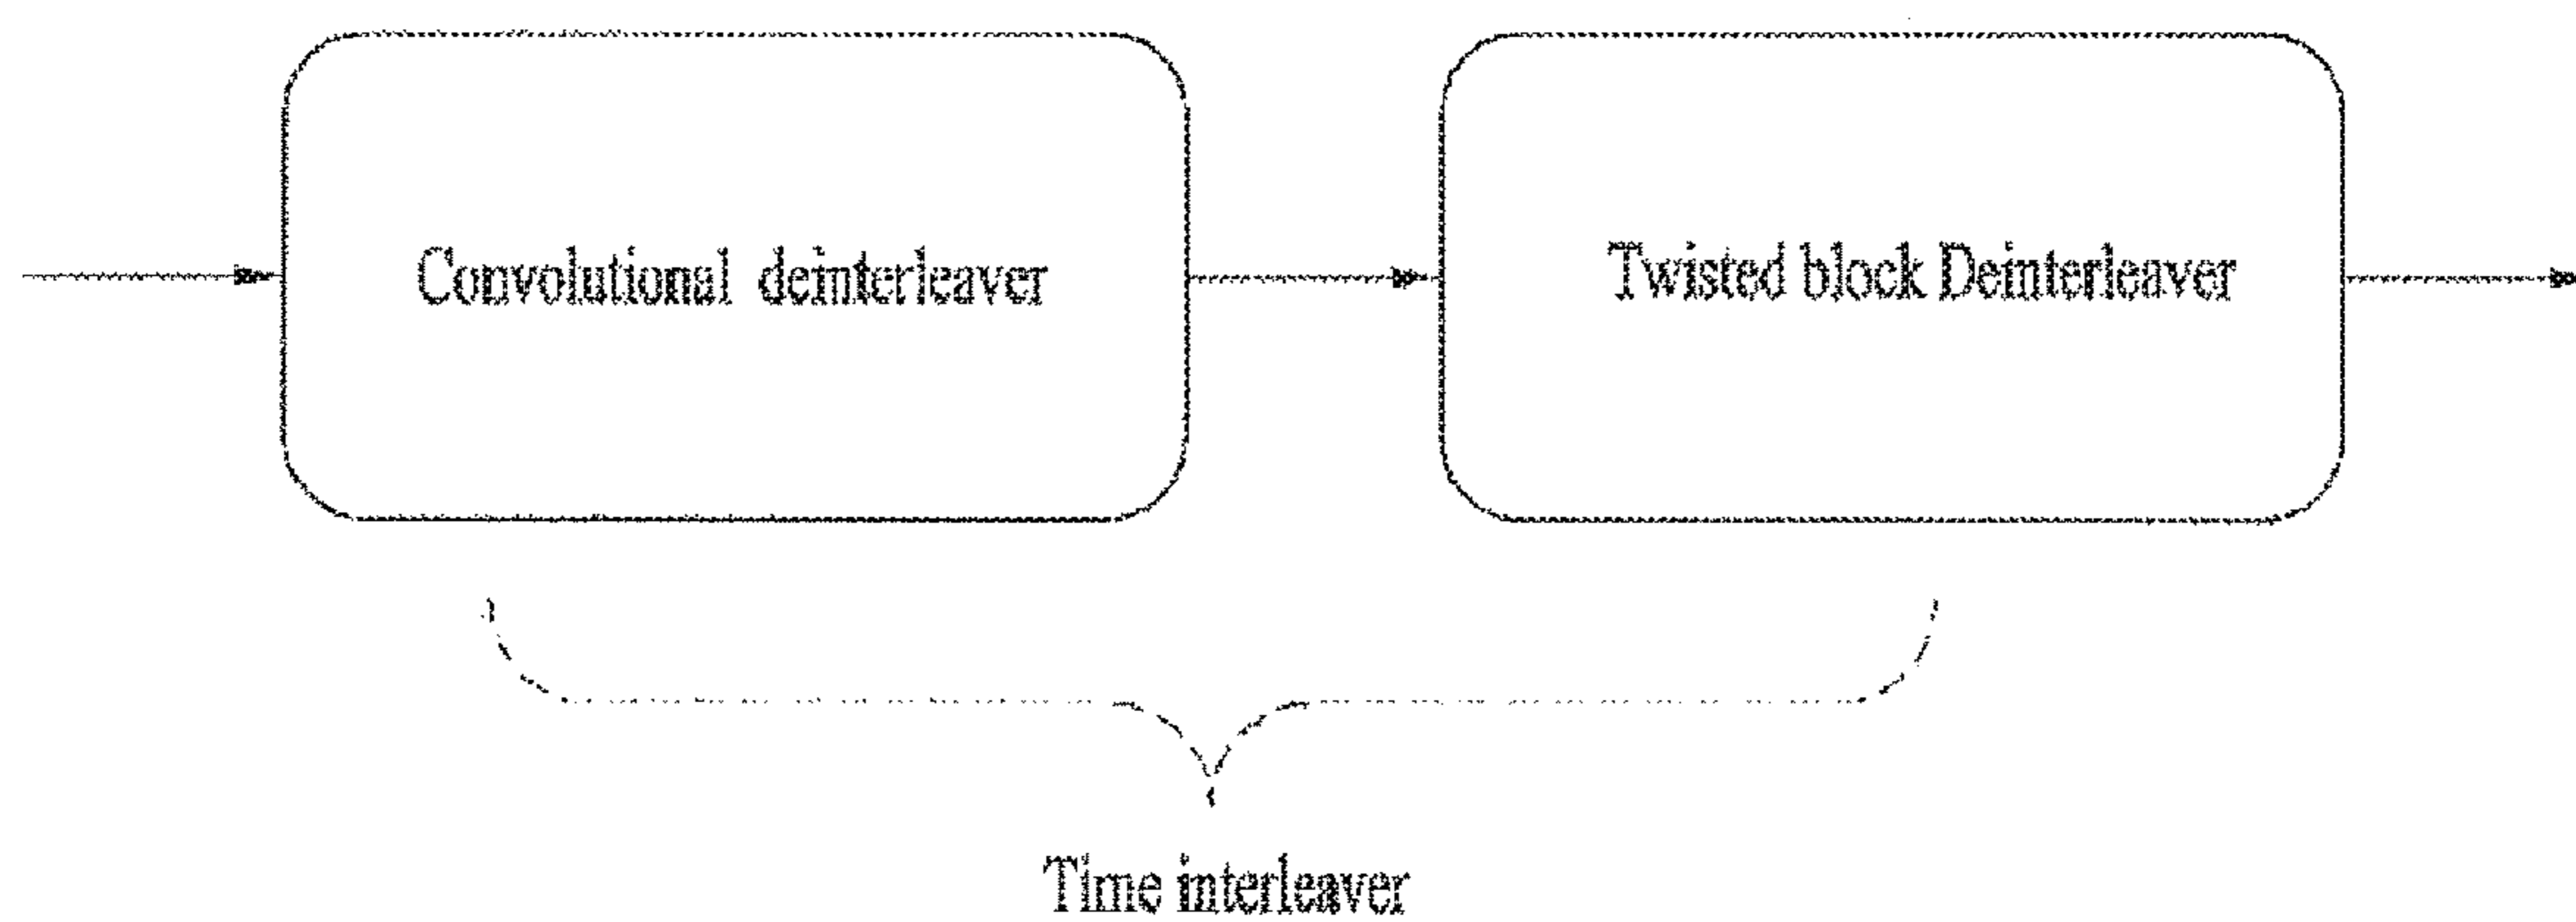 Convolutional deinterleaver
Twisted block Deinterleaver
Time interleaver